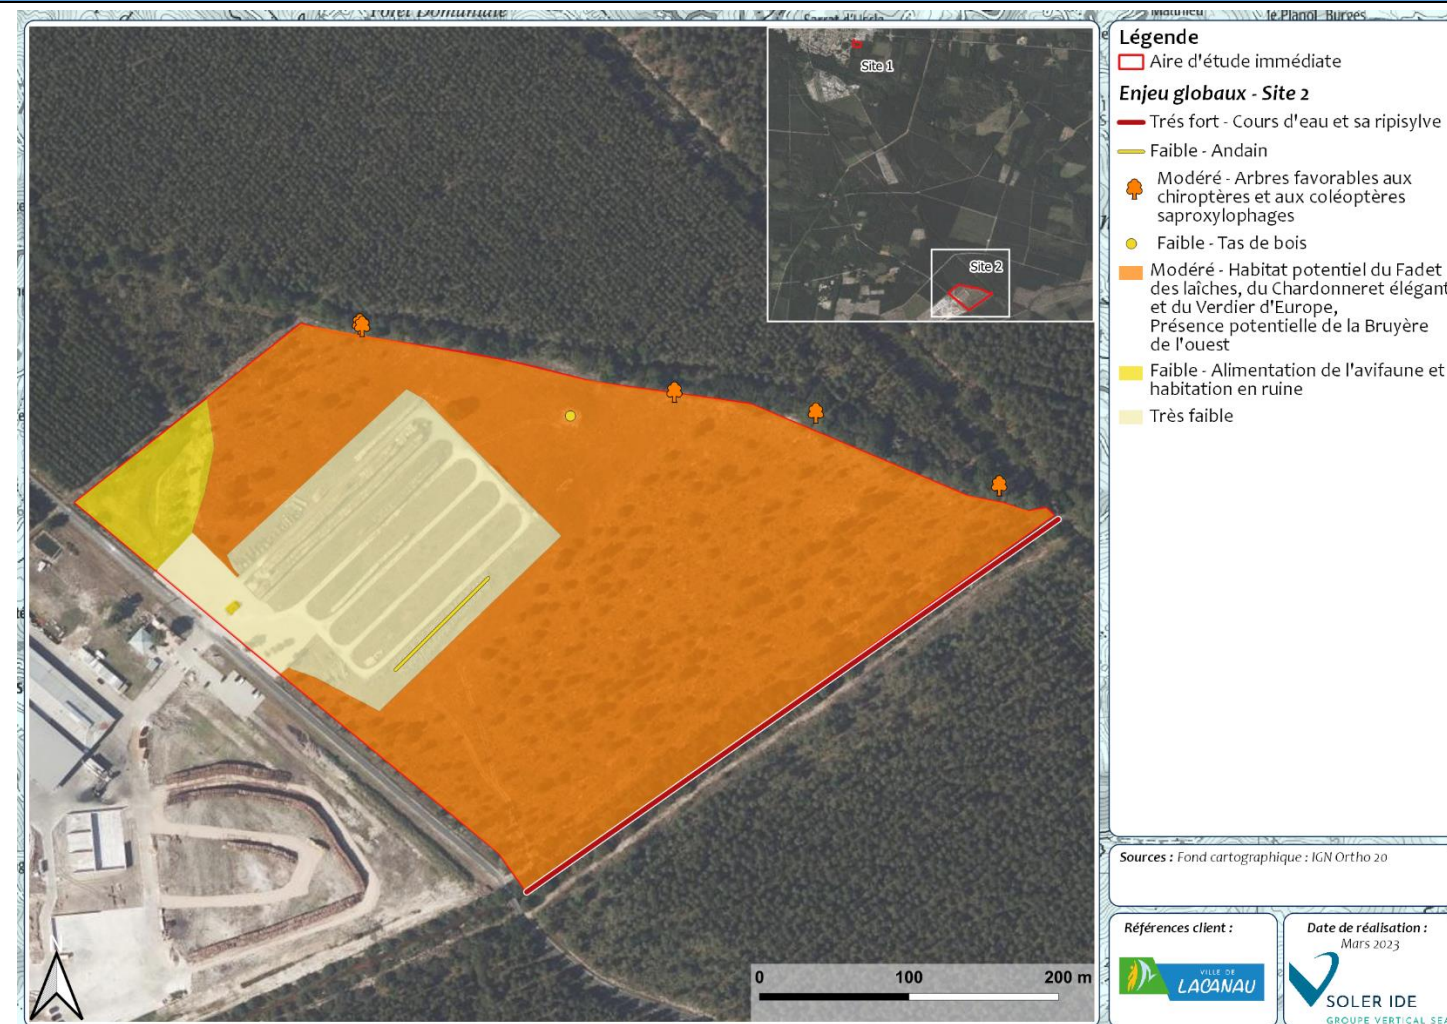 Forêt Domaniale
Sarrat d'Usclo
Mathieu
le Planol Burges
Site 1
Site 2
Légende
Aire d'étude immédiate
Enjeu globaux - Site 2
Trés fort - Cours d'eau et sa ripisylve
Faible - Andain
Modéré - Arbres favorables aux
chiroptères et aux coléoptères
saproxylophages
Faible - Tas de bois
Modéré - Habitat potentiel du Fadet
des laîches, du Chardonneret élégant
et du Verdier d'Europe,
Présence potentielle de la Bruyère
de l'ouest
Faible - Alimentation de l'avifaune et
habitation en ruine
Très faible
Sources : Fond cartographique : IGN Ortho 20
Références client :
VILLE DE
LACANAU
Date de réalisation :
Mars 2023
SOLER IDE
GROUPE VERTICAL SEA
N
0 100 200 m